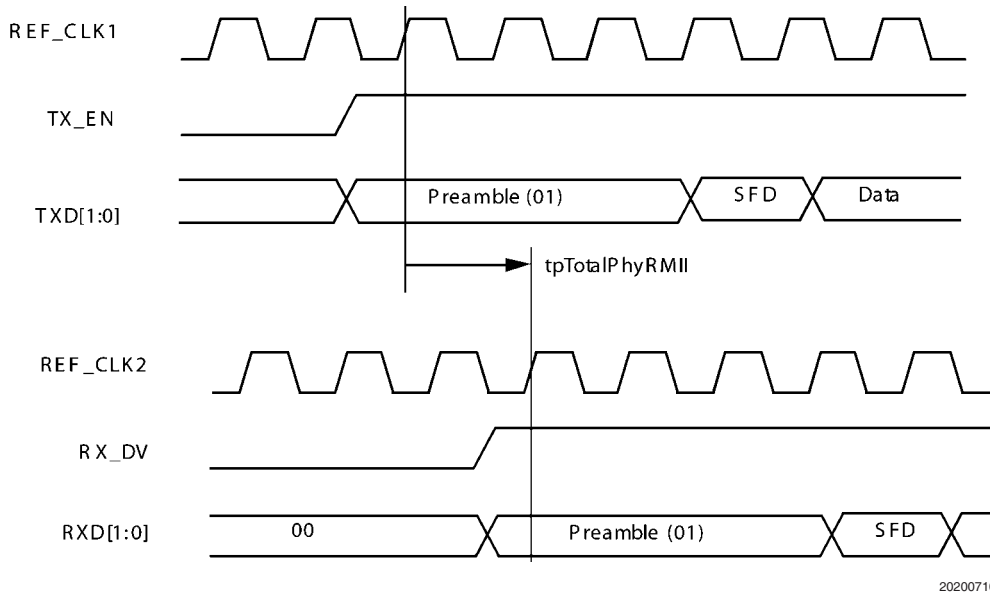 REF_CLK1
TX_EN
TXD[1:0]
Preamble (01)
SFD
Data
tpTotalPhyRMII
REF_CLK2
RX_DV
RXD[1:0]
00
Preamble (01)
SFD